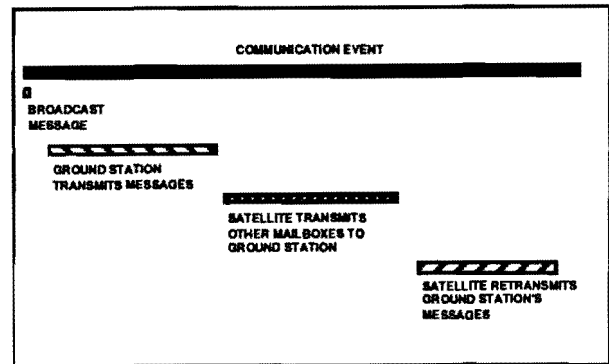 COMMUNICATION EVENT
BROADCAST
MESSAGE
GROUND STATION
TRANSMITS MESSAGES
SATELLITE TRANSMITS
OTHER MAILBOXES TO
GROUND STATION
SATELLITE RETRANSMITS
GROUND STATION'S
MESSAGES